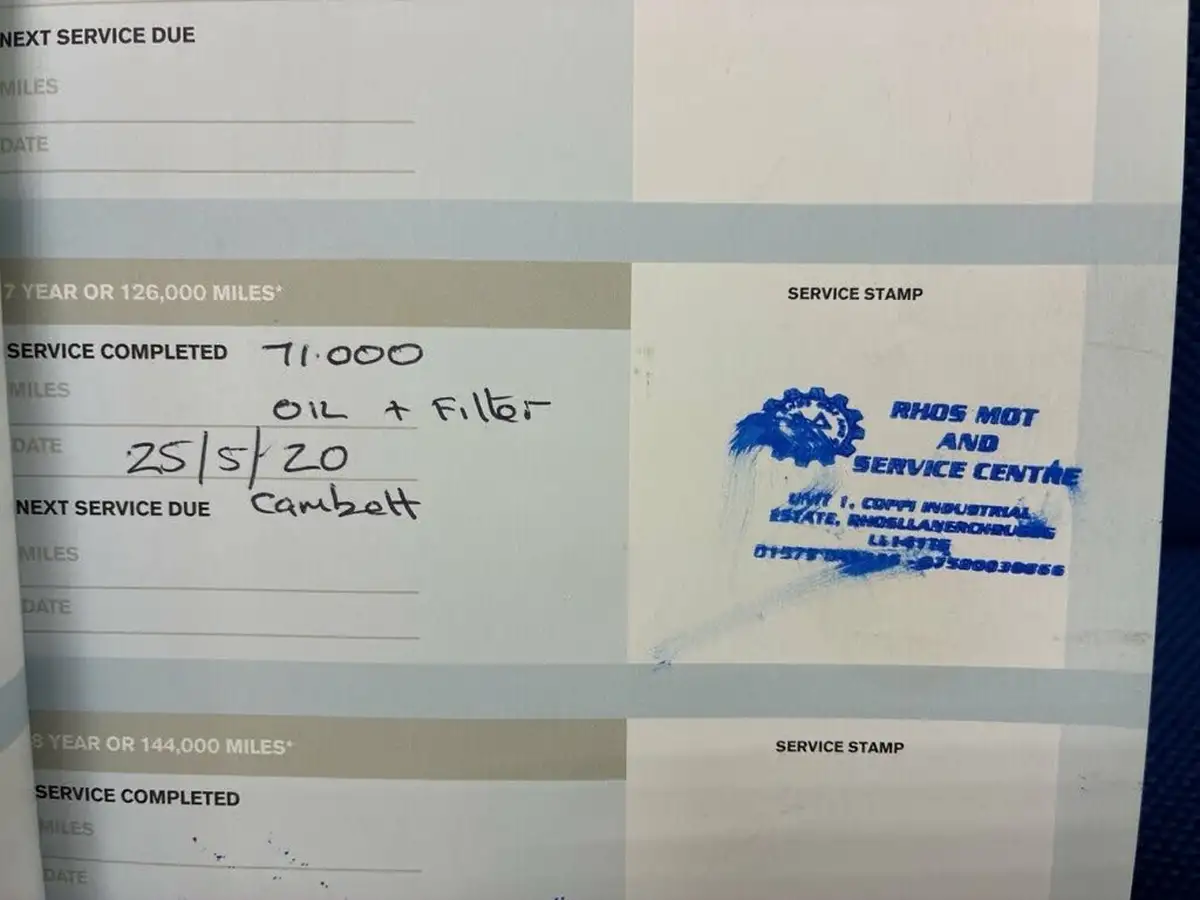 NEXT SERVICE DUE
MILES
DATE
7 YEAR OR 126,000 MILES*
SERVICE COMPLETED 71.000
MILES
OIL + Filter
DATE 25/5/20
NEXT SERVICE DUE Cambelt
MILES
DATE
SERVICE STAMP
RHOS MOT
AND
SERVICE CENTRE
UNIT 1, COPPI INDUSTRIAL
ESTATE,
8 YEAR OR 144,000 MILES*
SERVICE COMPLETED
MILES
DATE
SERVICE STAMP